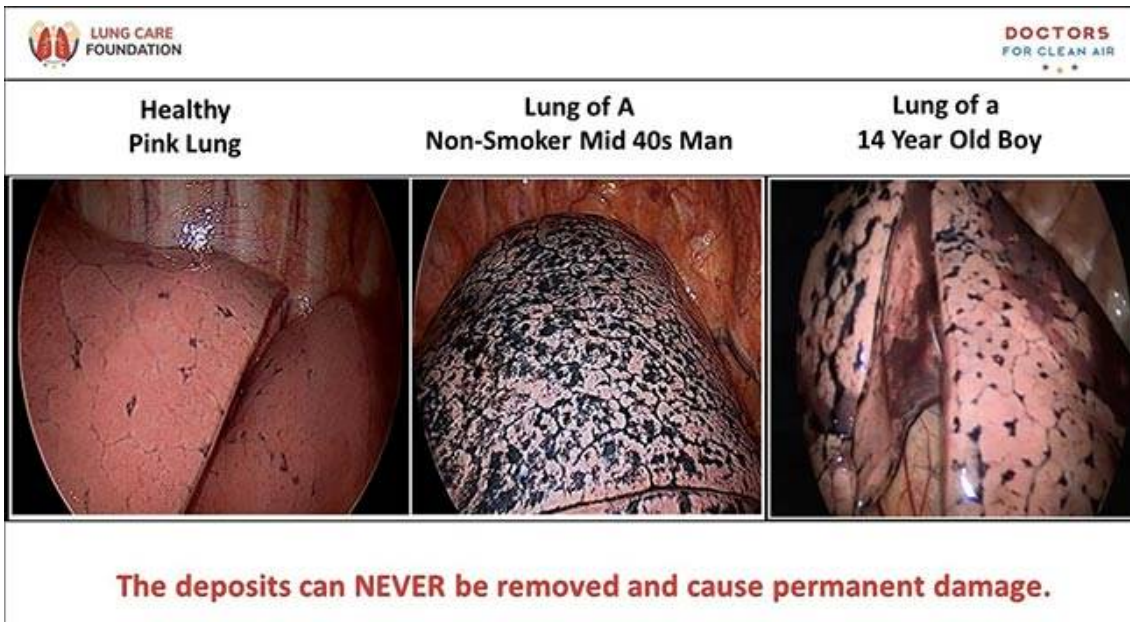 LUNG CARE
FOUNDATION
DOCTORS
FOR CLEAN AIR
Healthy
Pink Lung
Lung of A
Non-Smoker Mid 40s Man
Lung of a
14 Year Old Boy
The deposits can NEVER be removed and cause permanent damage.